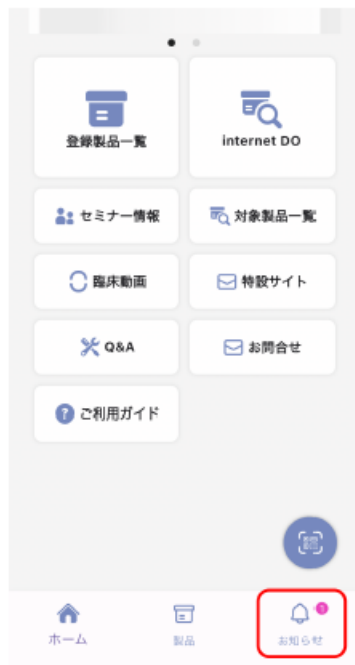 登録製品一覧
internet DO
セミナー情報
対象製品一覧
臨床動画
特設サイト
Q&A
お問合せ
ご利用ガイド
ホーム
製品
お知らせ